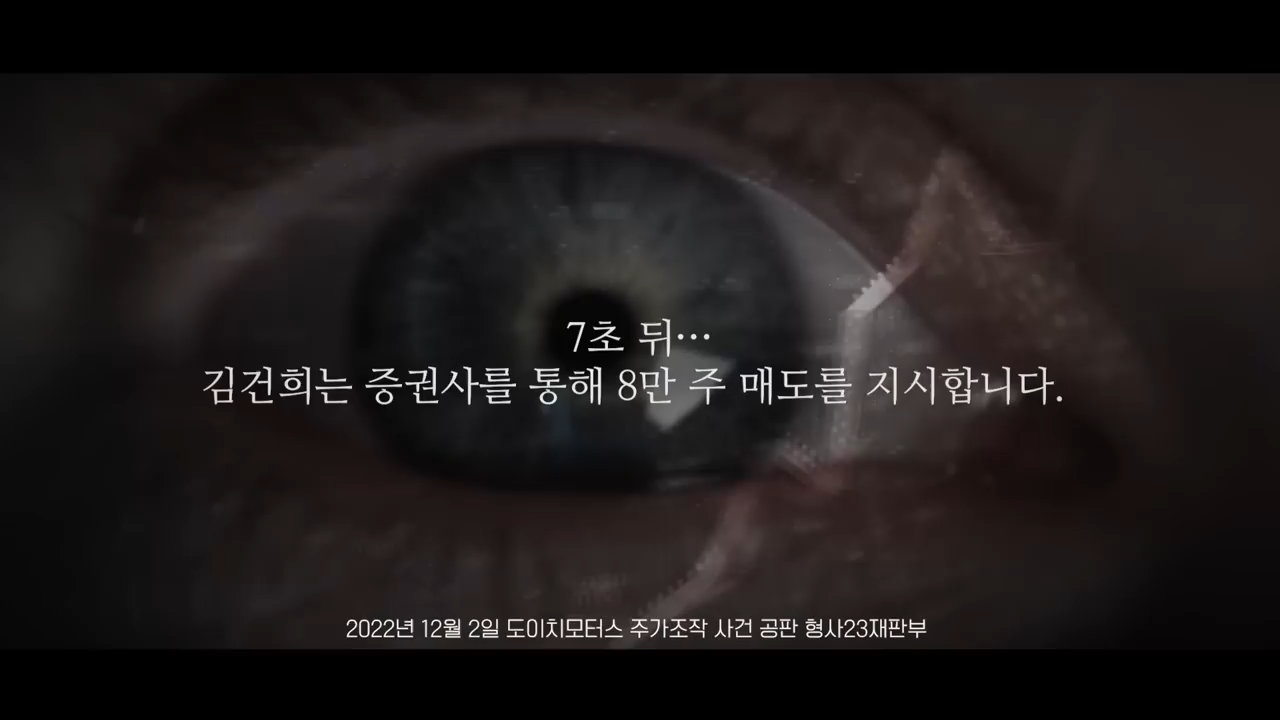 7초 뒤…
김건희는 증권사를 통해 8만 주 매도를 지시합니다.
2022년 12월 2일 도이치모터스 주가조작 사건 공판 형사23재판부